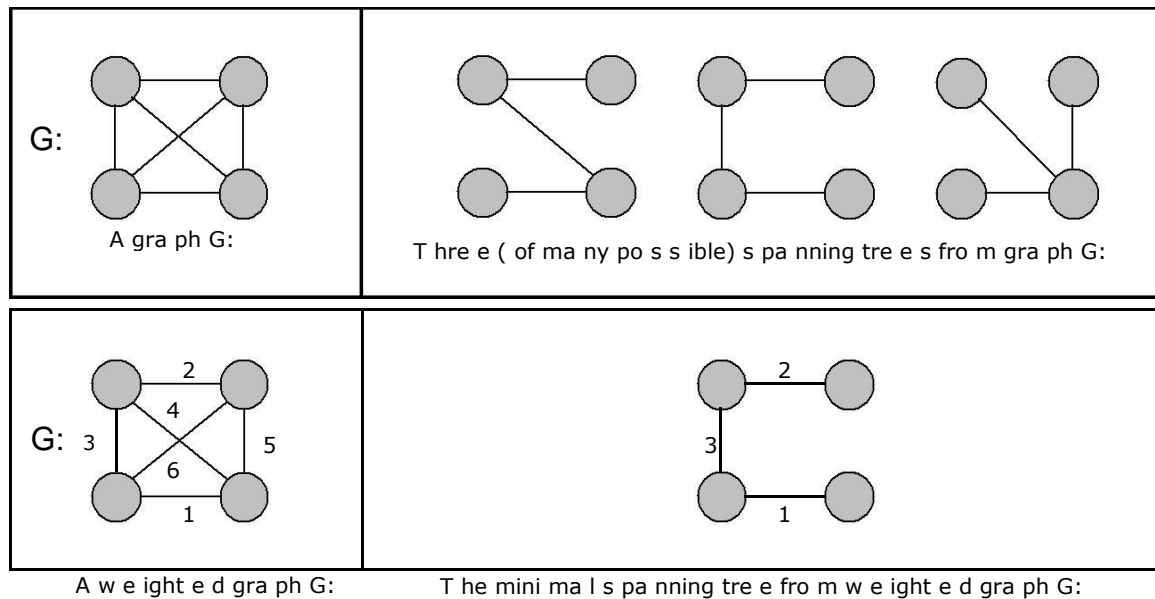 G:
A gra ph G:
T hre e ( of ma ny po s s ible) s pa nning tre e s fro m gra ph G:
2
4
G: 3 5
6
1
2
3
1
A w e ight e d gra ph G:
T he mini ma l s pa nning tre e fro m w e ight e d gra ph G: